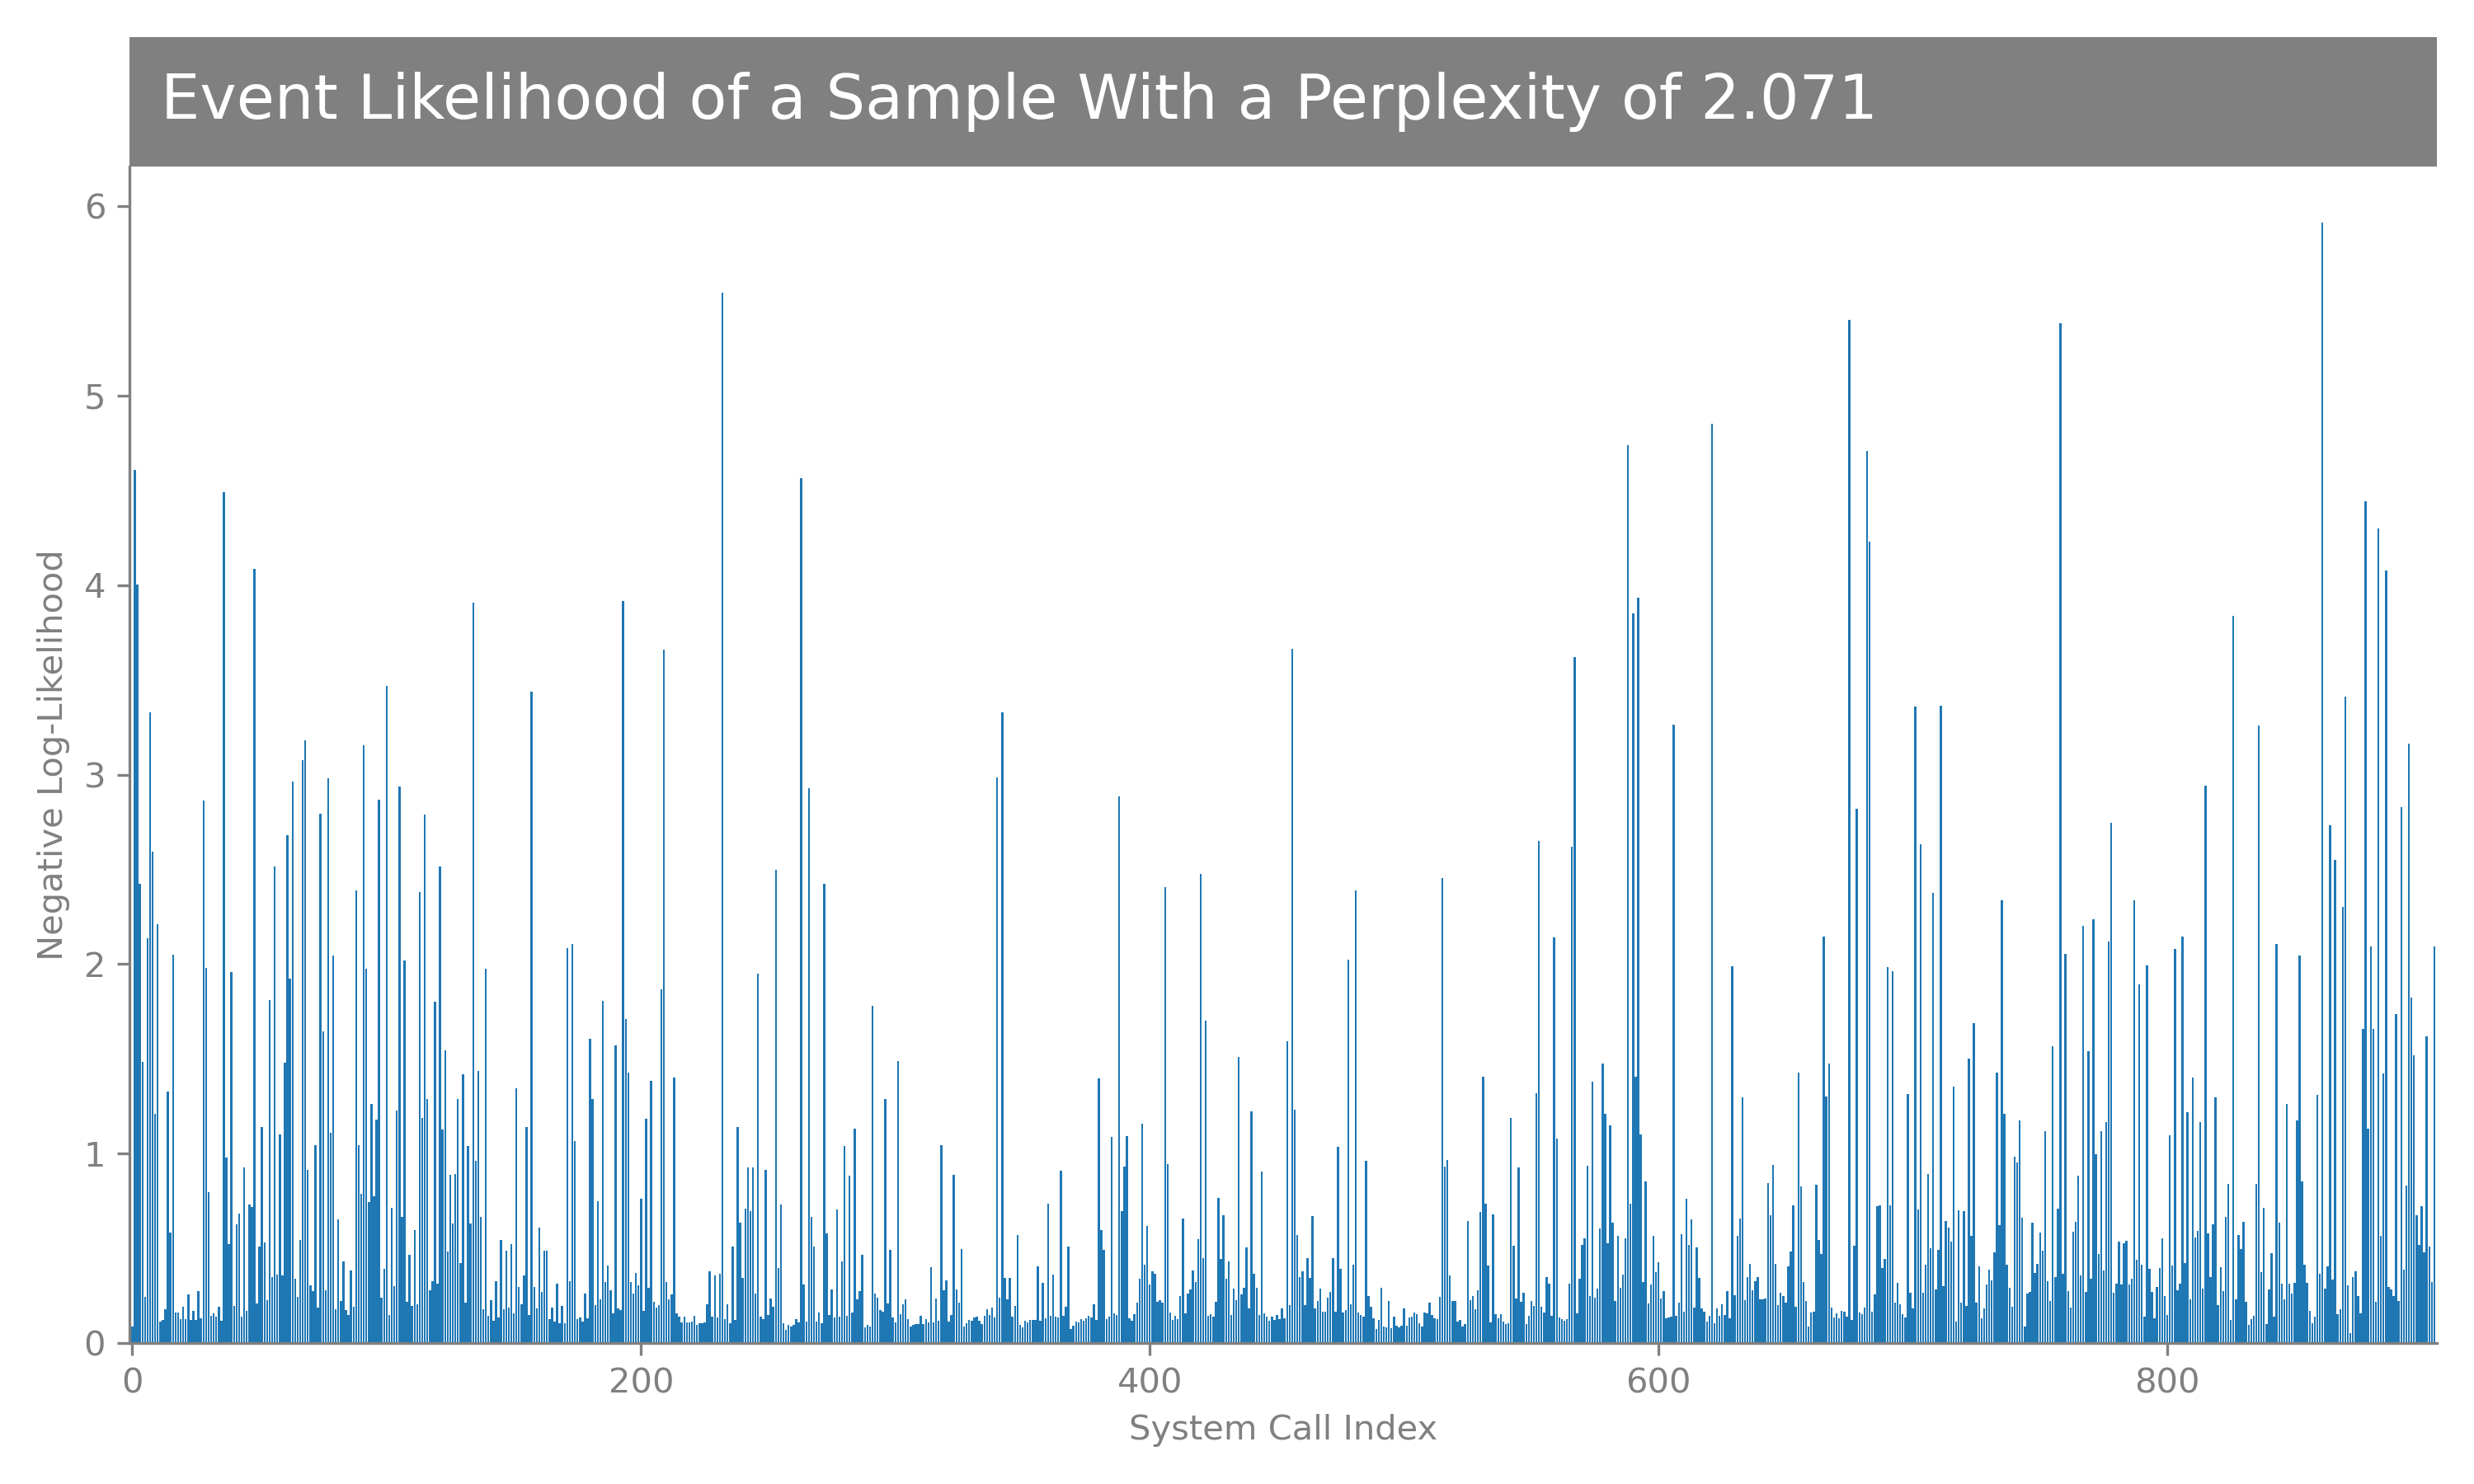 Event Likelihood of a Sample With a Perplexity of 2.071
6
5
4
3
2
1
0
Negative Log-Likelihood
0 200 400 600 800
System Call Index